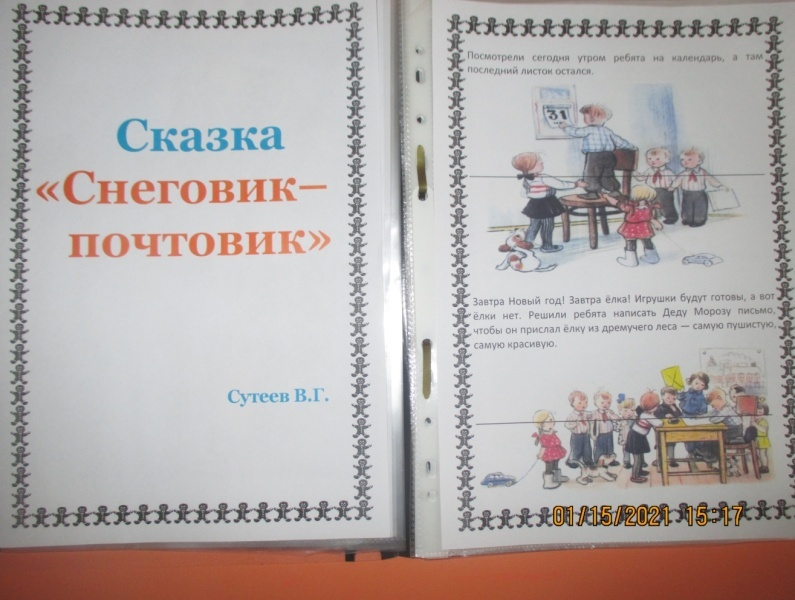 Сказка
«Снеговик–
почтовик»
Сутеев В.Г.
Посмотрели сегодня утром ребята на календарь, а там
последний листок остался.
31
Завтра Новый год! Завтра ёлка! Игрушки будут готовы, а вот
ёлки нет. Решили ребята написать Деду Морозу письмо,
чтобы он прислал ёлку из дремучего леса — самую пушистую,
самую красивую.
01/15/2021 15:17